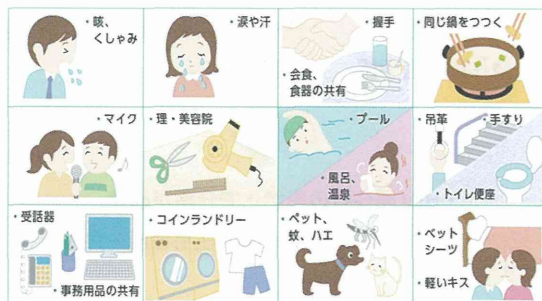 ・咳、
くしゃみ
・涙や汗
・握手
・会食、
食器の共有
・同じ鍋をつつく
・マイク
・理・美容院
・プール
・風呂、
温泉
・吊革
・手すり
・トイレ便座
・受話器
・事務用品の共有
・コインランドリー
・ペット、
蚊、ハエ
・ベット
シーツ
・軽いキス